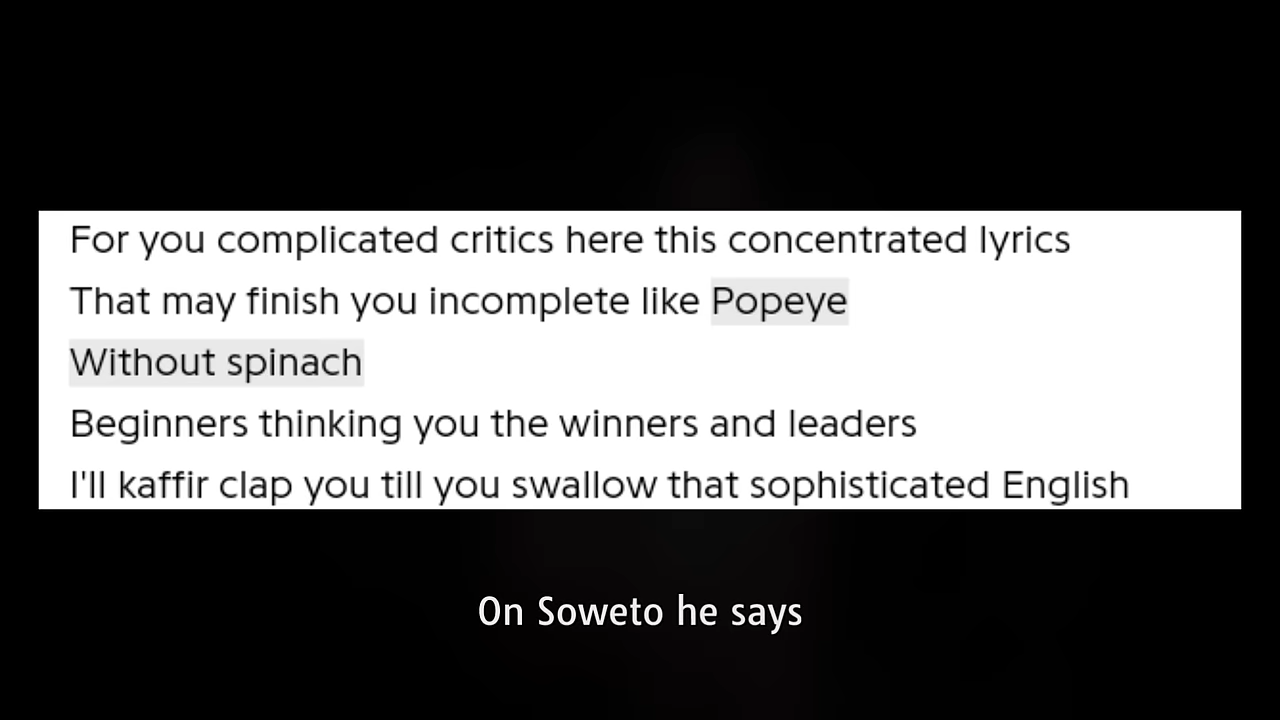 For you complicated critics here this concentrated lyrics
That may finish you incomplete like Popeye
Without spinach
Beginners thinking you the winners and leaders
I'll kaffir clap you till you swallow that sophisticated English
On Soweto he says